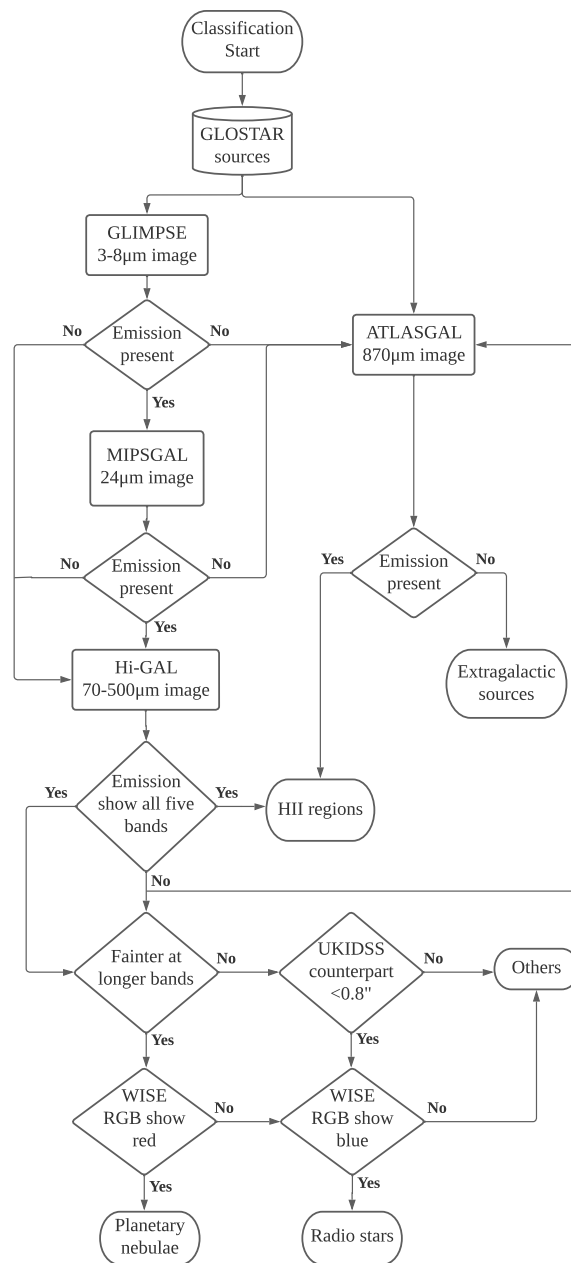 Classification
Start
GLOSTAR
sources
GLIMPSE
3-8μm image
No
Emission
present
No
Yes
ATLASGAL
870μm image
MIPSGAL
24μm image
No
Emission
present
No
Yes
Yes
Emission
present
No
Hi-GAL
70-500μm image
Extragalactic
sources
Yes
Emission
show all five
bands
Yes
HII regions
No
Fainter at
longer bands
No
UKIDSS
counterpart
<0.8"
No
Others
Yes
Yes
WISE
RGB show
red
No
WISE
RGB show
blue
No
Yes
Yes
Planetary
nebulae
Radio stars